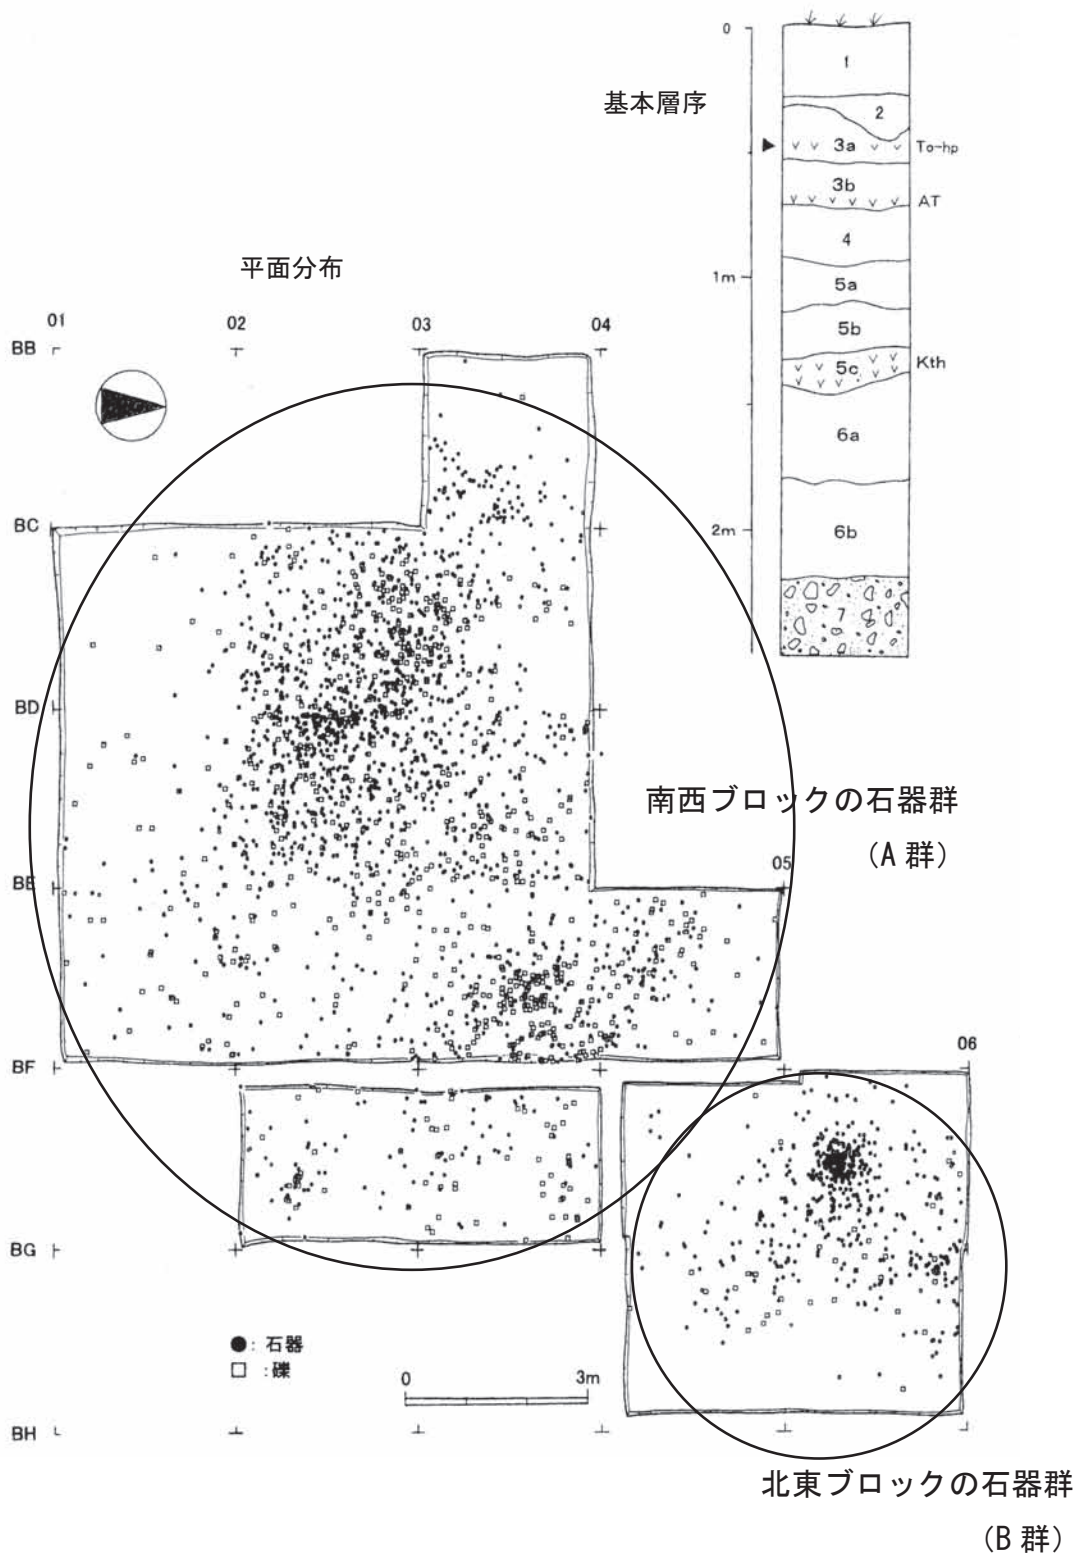 基本層序
0
1
2
3a
To-hp
3b
AT
4
1m
5a
5b
5c
Kth
6a
2m
6b
7
平面分布
01
02
03
04
BB
BC
BD
南西ブロックの石器群
(A 群)
BE
05
BF
06
BG
●: 石器
□ :礫
0
3m
BH
北東ブロックの石器群
(B 群)